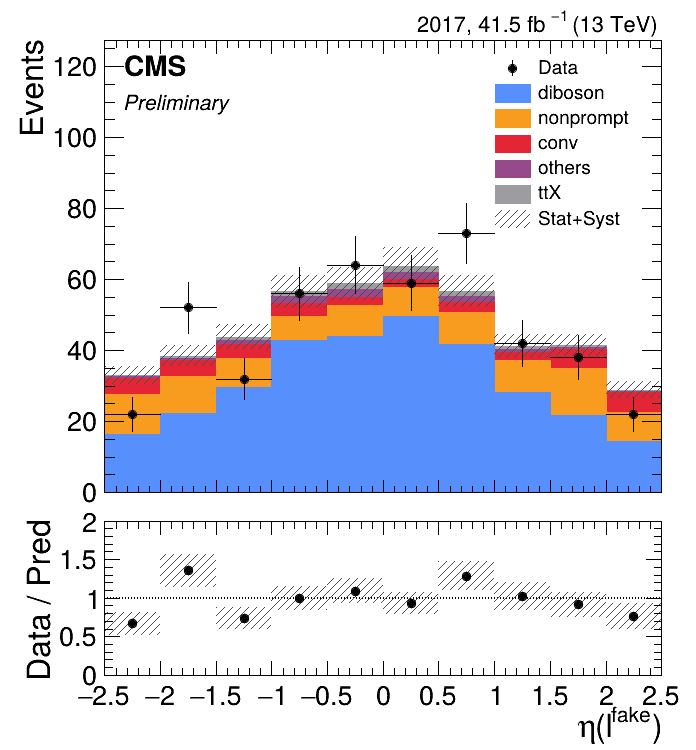 2017, 41.5 fb⁻¹ (13 TeV)
CMS
Preliminary
Data
diboson
nonprompt
conv
others
ttX
Stat+Syst
Events
120
100
80
60
40
20
0
Data / Pred
2
1.5
1
0.5
0
−2.5 −2 −1.5 −1 −0.5 0 0.5 1 1.5 2 2.5
η(l^fake)